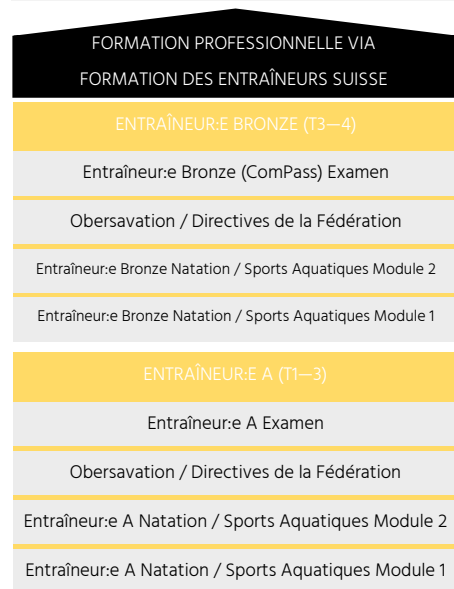 FORMATION PROFESSIONNELLE VIA
FORMATION DES ENTRAÎNEURS SUISSE
ENTRAÎNEUR:E BRONZE (T3—4)
Entraîneur:e Bronze (ComPass) Examen
Obersavation / Directives de la Fédération
Entraîneur:e Bronze Natation / Sports Aquatiques Module 2
Entraîneur:e Bronze Natation / Sports Aquatiques Module 1
ENTRAÎNEUR:E A (T1—3)
Entraîneur:e A Examen
Obersavation / Directives de la Fédération
Entraîneur:e A Natation / Sports Aquatiques Module 2
Entraîneur:e A Natation / Sports Aquatiques Module 1